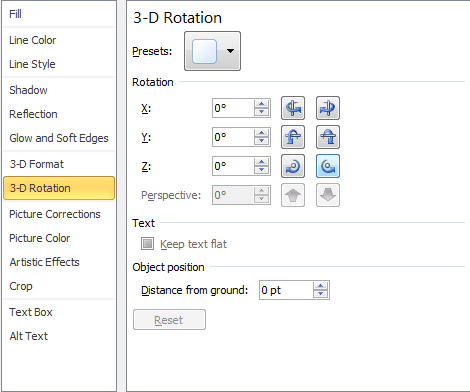 Fill
Line Color
Line Style
Shadow
Reflection
Glow and Soft Edges
3-D Format
3-D Rotation
Picture Corrections
Picture Color
Artistic Effects
Crop
Text Box
Alt Text
3-D Rotation
Presets:
Rotation
X: 0°
Y: 0°
Z: 0°
Perspective: 0°
Text
Keep text flat
Object position
Distance from ground: 0 pt
Reset